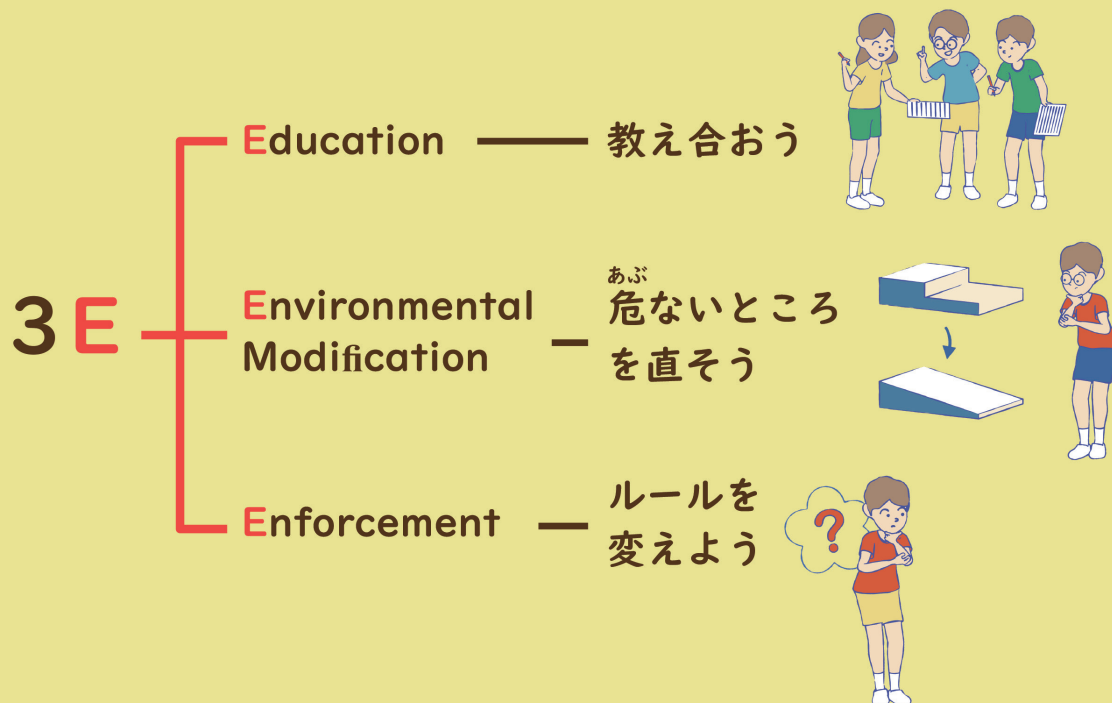 3E
Education
教え合おう
Environmental
Modification
あぶ
危ないところ
を直そう
Enforcement
ルールを
変えよう
?